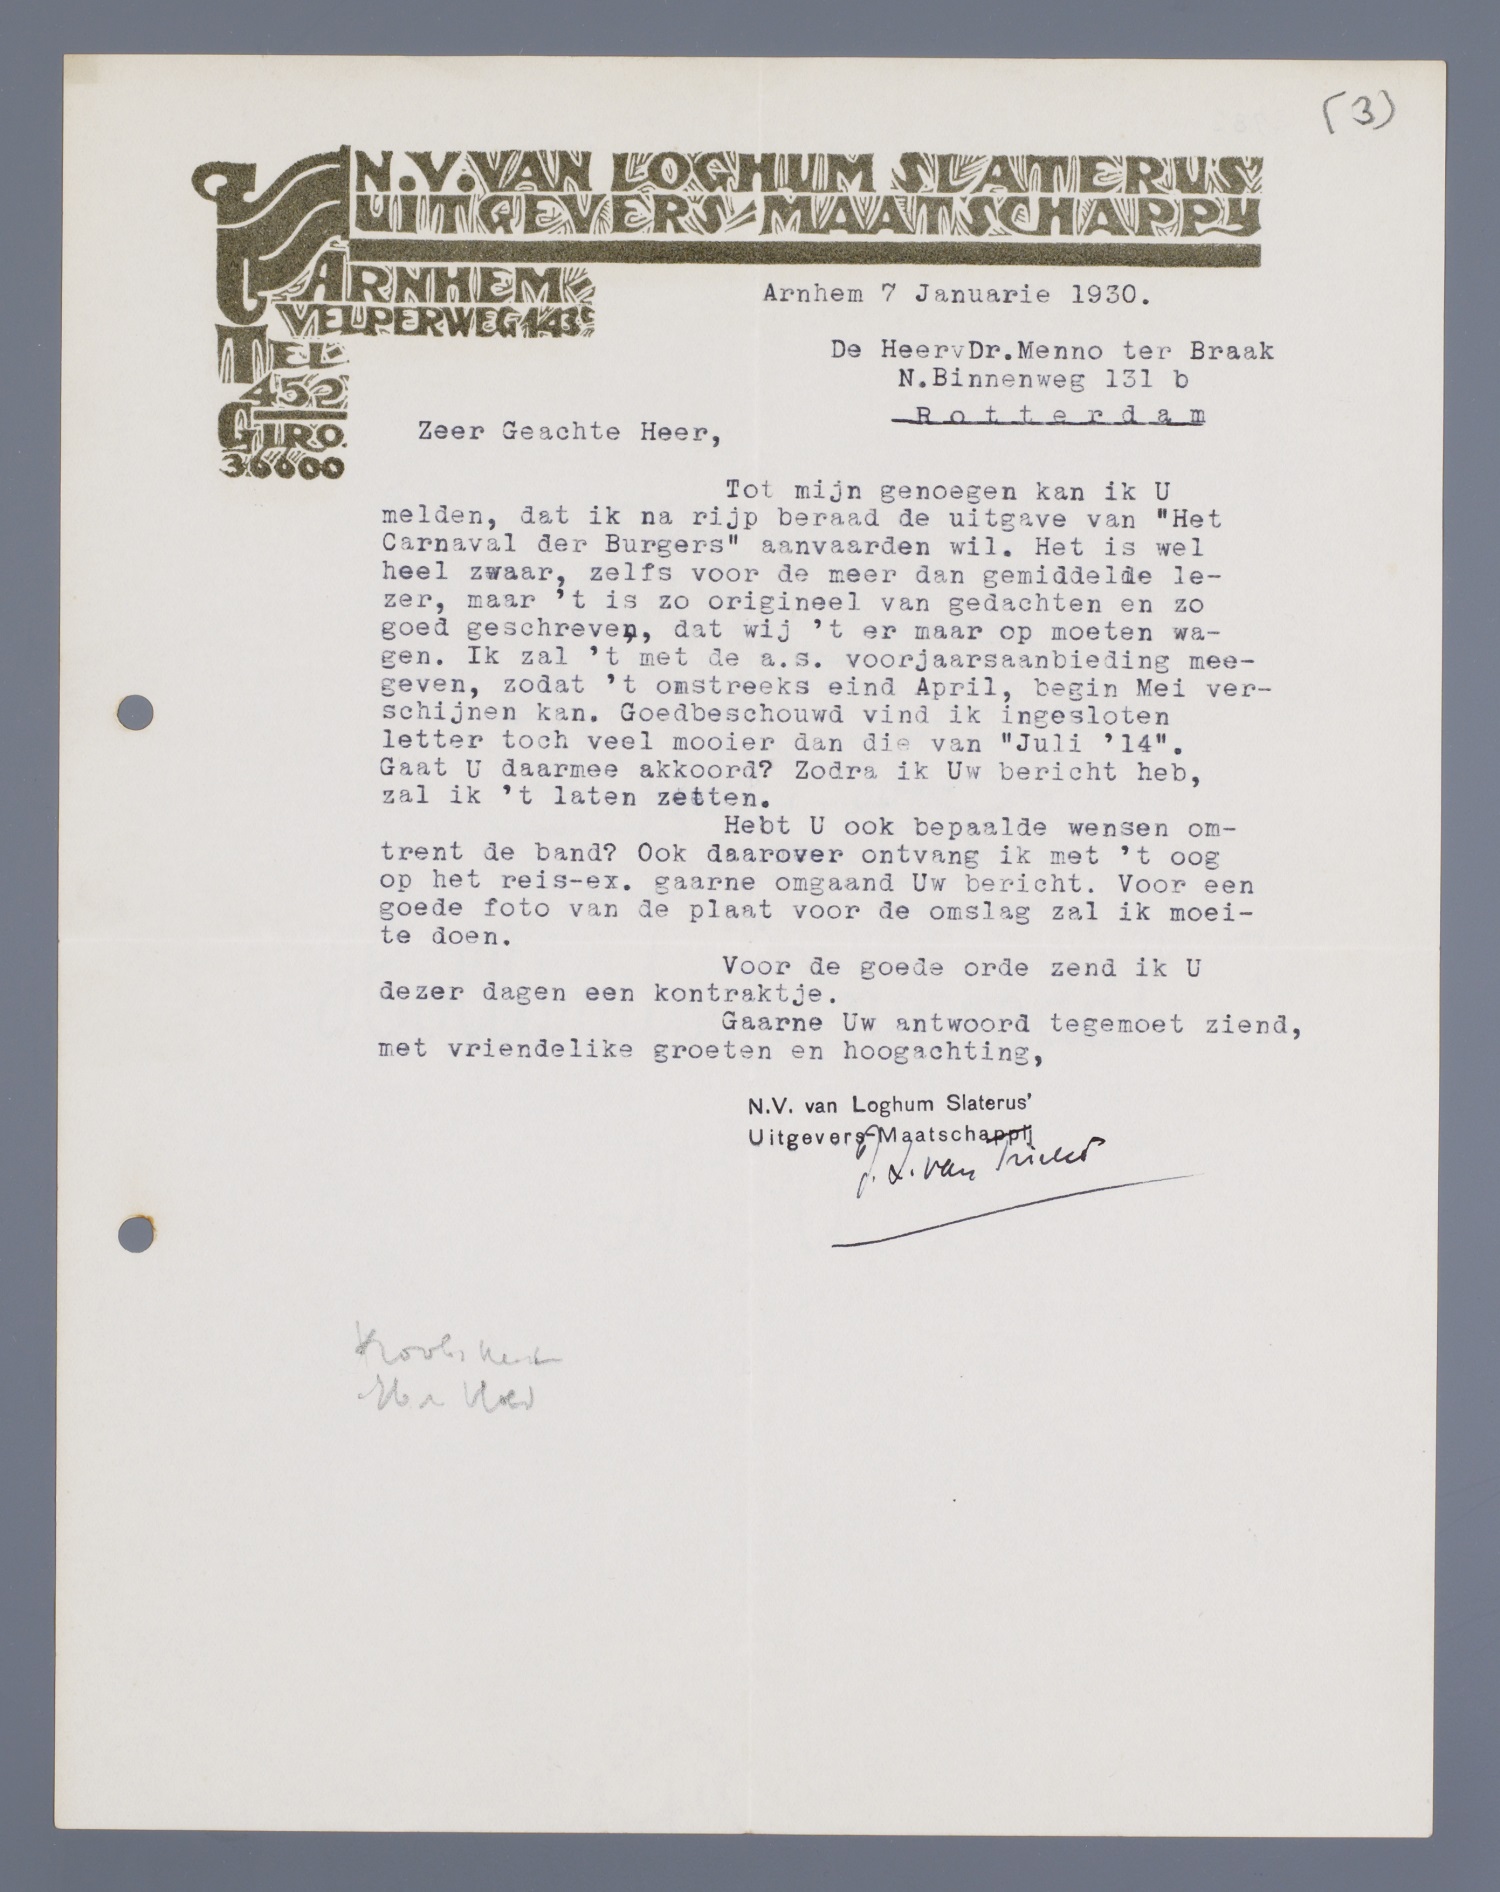 (3)
N.V. VAN LOGHUM SLATERUS'
UITGEVERS-MAATSCHAPPY
ARNHEM
VELPERWEG 143c
TEL.
452
GIRO.
36600
Arnhem 7 Januarie 1930.
De HeervDr.Menno ter Braak
N.Binnenweg 131 b
R o t t e r d a m
Zeer Geachte Heer,
Tot mijn genoegen kan ik U
melden, dat ik na rijp beraad de uitgave van "Het
Carnaval der Burgers" aanvaarden wil. Het is wel
heel zwaar, zelfs voor de meer dan gemiddelde le-
zer, maar 't is zo origineel van gedachten en zo
goed geschreven, dat wij 't er maar op moeten wa-
gen. Ik zal 't met de a.s. voorjaarsaanbieding mee-
geven, zodat 't omstreeks eind April, begin Mei ver-
schijnen kan. Goedbeschouwd vind ik ingesloten
letter toch veel mooier dan die van "Juli '14".
Gaat U daarmee akkoord? Zodra ik Uw bericht heb,
zal ik 't laten zetten.
Hebt U ook bepaalde wensen om-
trent de band? Ook daarover ontvang ik met 't oog
op het reis-ex. gaarne omgaand Uw bericht. Voor een
goede foto van de plaat voor de omslag zal ik moei-
te doen.
Voor de goede orde zend ik U
dezer dagen een kontraktje.
Gaarne Uw antwoord tegemoet ziend,
met vriendelike groeten en hoogachting,
N.V. van Loghum Slaterus'
Uitgevers-Maatschappij
van